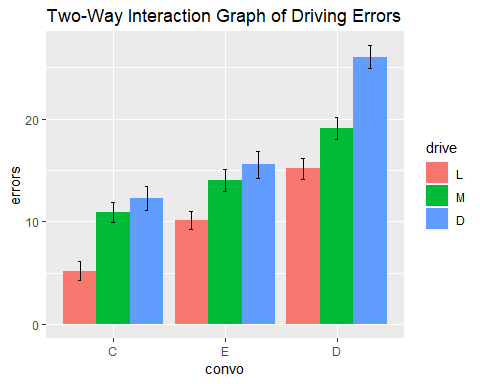 Two-Way Interaction Graph of Driving Errors
errors
20
10
0
C
E
D
convo
drive
L
M
D